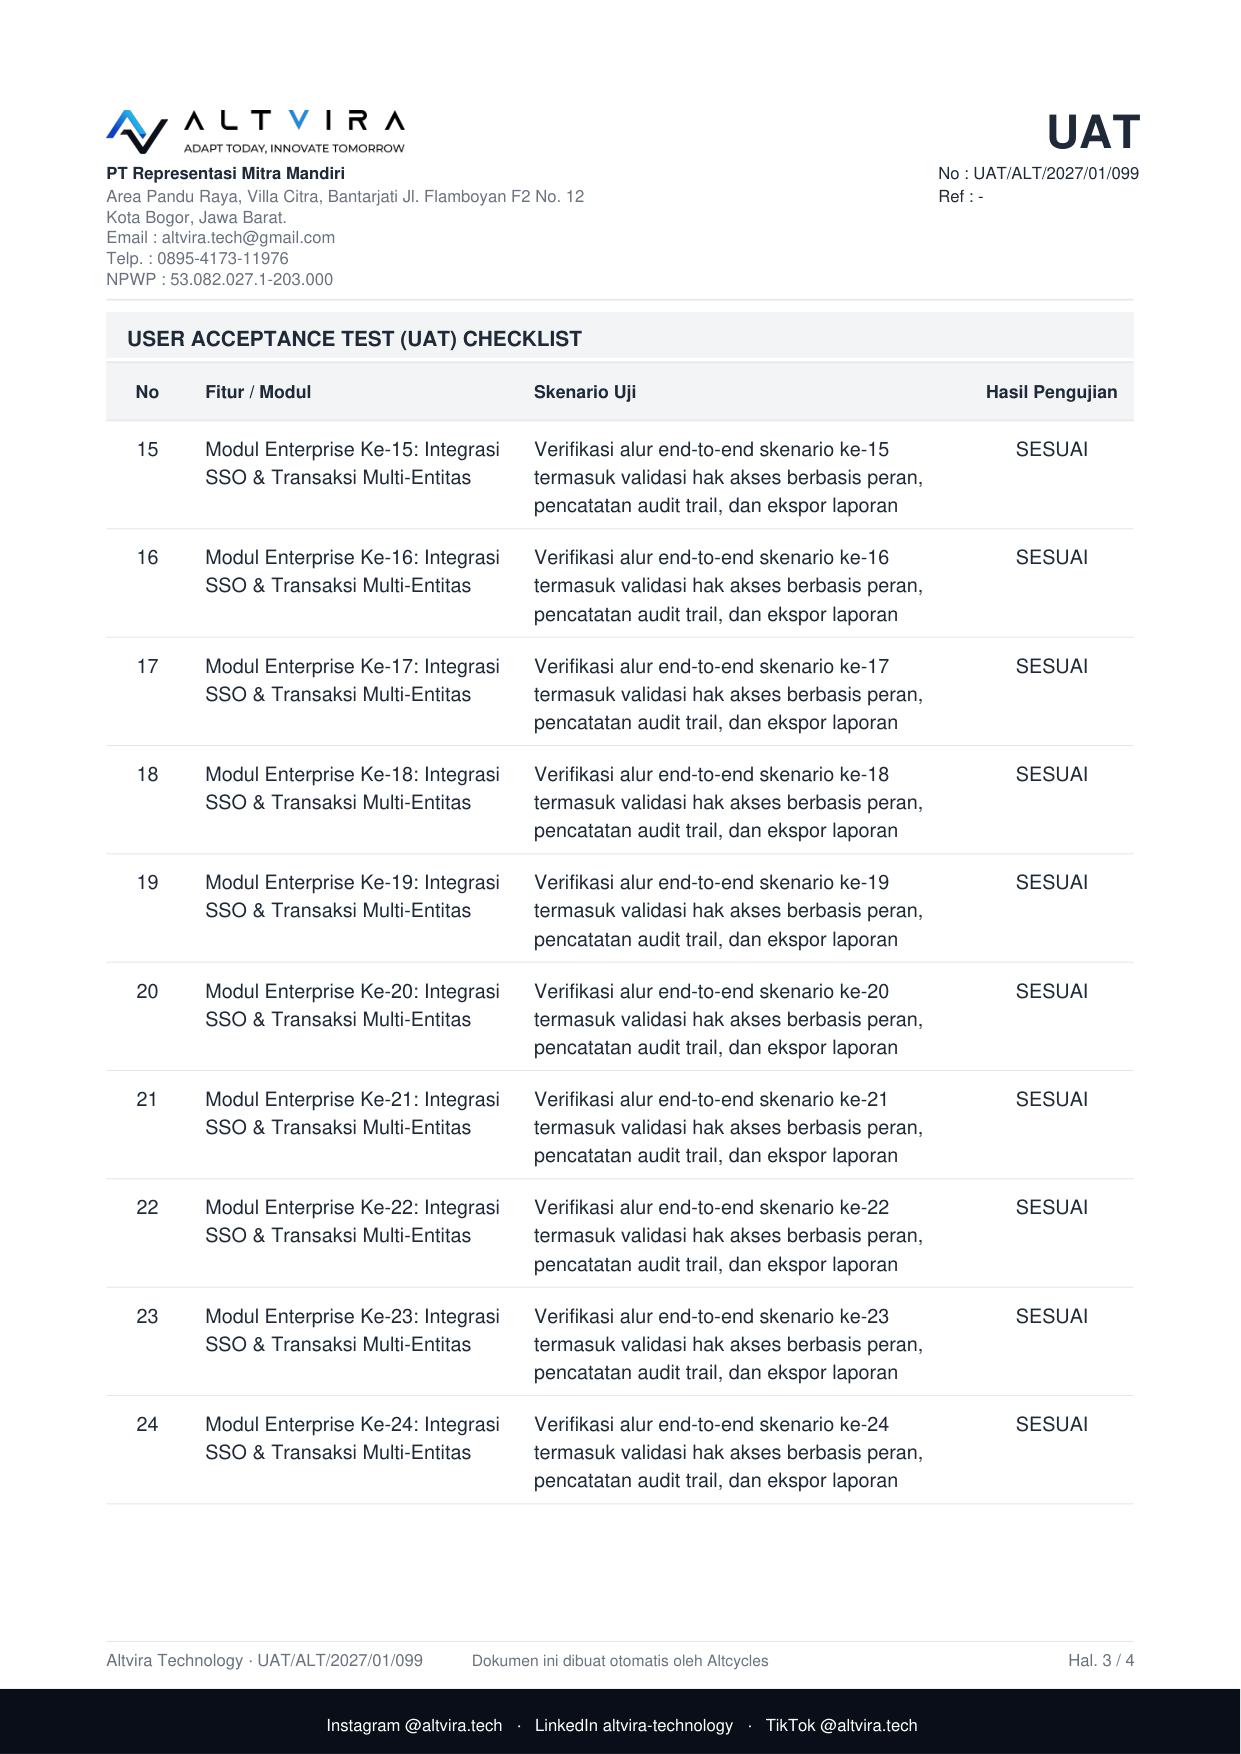 ALTVIRA
ADAPT TODAY, INNOVATE TOMORROW
PT Representasi Mitra Mandiri
Area Pandu Raya, Villa Citra, Bantarjati Jl. Flamboyan F2 No. 12
Kota Bogor, Jawa Barat.
Email : altvira.tech@gmail.com
Telp. : 0895-4173-11976
NPWP : 53.082.027.1-203.000
UAT
No : UAT/ALT/2027/01/099
Ref : -
USER ACCEPTANCE TEST (UAT) CHECKLIST
No Fitur / Modul Skenario Uji Hasil Pengujian
15 Modul Enterprise Ke-15: Integrasi Verifikasi alur end-to-end skenario ke-15 SESUAI
SSO & Transaksi Multi-Entitas termasuk validasi hak akses berbasis peran,
pencatatan audit trail, dan ekspor laporan
16 Modul Enterprise Ke-16: Integrasi Verifikasi alur end-to-end skenario ke-16 SESUAI
SSO & Transaksi Multi-Entitas termasuk validasi hak akses berbasis peran,
pencatatan audit trail, dan ekspor laporan
17 Modul Enterprise Ke-17: Integrasi Verifikasi alur end-to-end skenario ke-17 SESUAI
SSO & Transaksi Multi-Entitas termasuk validasi hak akses berbasis peran,
pencatatan audit trail, dan ekspor laporan
18 Modul Enterprise Ke-18: Integrasi Verifikasi alur end-to-end skenario ke-18 SESUAI
SSO & Transaksi Multi-Entitas termasuk validasi hak akses berbasis peran,
pencatatan audit trail, dan ekspor laporan
19 Modul Enterprise Ke-19: Integrasi Verifikasi alur end-to-end skenario ke-19 SESUAI
SSO & Transaksi Multi-Entitas termasuk validasi hak akses berbasis peran,
pencatatan audit trail, dan ekspor laporan
20 Modul Enterprise Ke-20: Integrasi Verifikasi alur end-to-end skenario ke-20 SESUAI
SSO & Transaksi Multi-Entitas termasuk validasi hak akses berbasis peran,
pencatatan audit trail, dan ekspor laporan
21 Modul Enterprise Ke-21: Integrasi Verifikasi alur end-to-end skenario ke-21 SESUAI
SSO & Transaksi Multi-Entitas termasuk validasi hak akses berbasis peran,
pencatatan audit trail, dan ekspor laporan
22 Modul Enterprise Ke-22: Integrasi Verifikasi alur end-to-end skenario ke-22 SESUAI
SSO & Transaksi Multi-Entitas termasuk validasi hak akses berbasis peran,
pencatatan audit trail, dan ekspor laporan
23 Modul Enterprise Ke-23: Integrasi Verifikasi alur end-to-end skenario ke-23 SESUAI
SSO & Transaksi Multi-Entitas termasuk validasi hak akses berbasis peran,
pencatatan audit trail, dan ekspor laporan
24 Modul Enterprise Ke-24: Integrasi Verifikasi alur end-to-end skenario ke-24 SESUAI
SSO & Transaksi Multi-Entitas termasuk validasi hak akses berbasis peran,
pencatatan audit trail, dan ekspor laporan
Altvira Technology · UAT/ALT/2027/01/099 Dokumen ini dibuat otomatis oleh Altcycles Hal. 3 / 4
Instagram @altvira.tech · LinkedIn altvira-technology · TikTok @altvira.tech